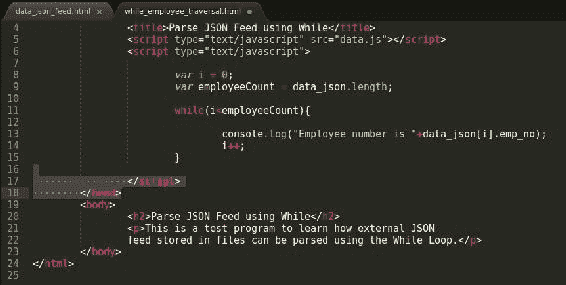 data_json_feed.html × while_employee_traversal.htm
4 <title>Parse JSON Feed using While</title>
5 <script type="text/javascript" src="data.js"></script>
6 <script type="text/javascript">
7
8 var i = 0;
9 var employeeCount = data_json.length;
10
11 while(i<employeeCount){
12
13 console.log("Employee number is "+data_json[i].emp_no);
14 i++;
15 }
16
17 </script>
18 </head>
19 <body>
20 <h2>Parse JSON Feed using While</h2>
21 <p>This is a test program to learn how external JSON
22 feed stored in files can be parsed using the While Loop.</p>
23 </body>
24 </html>
25